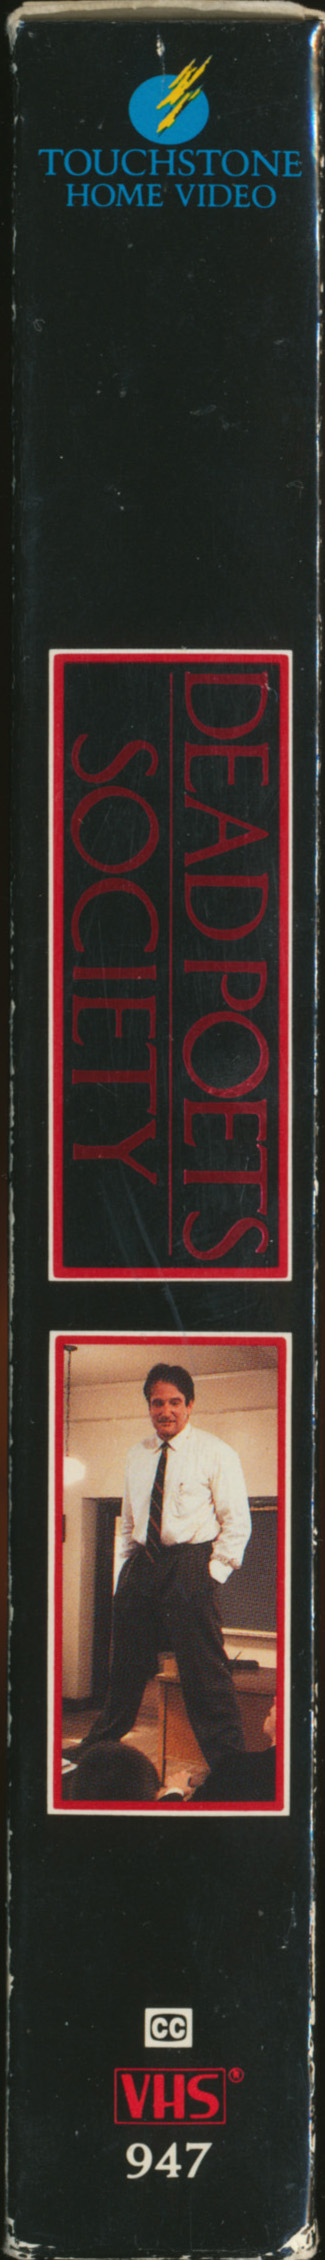 TOUCHSTONE
HOME VIDEO
DEAD POETS
SOCIETY
CC
VHS®
947